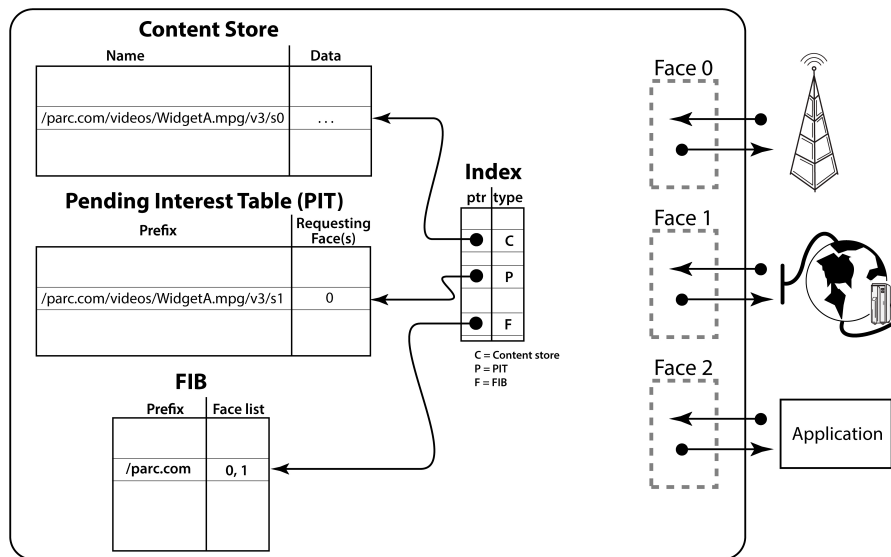 Content Store
Name Data
/parc.com/videos/WidgetA.mpg/v3/s0 ...
Pending Interest Table (PIT)
Prefix Requesting Face(s)
/parc.com/videos/WidgetA.mpg/v3/s1 0
FIB
Prefix Face list
/parc.com 0, 1
Index
ptr type
C
P
F
C = Content store
P = PIT
F = FIB
Face 0
Face 1
Face 2
Application